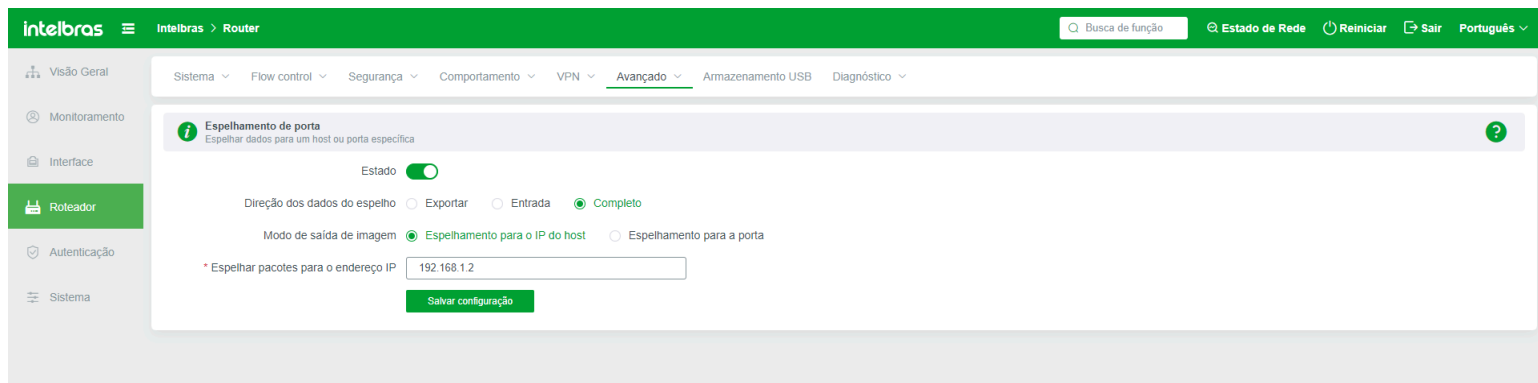 intelbras Intelbras > Router Busca de função Estado de Rede Reiniciar Sair Português
Visão Geral
Monitoramento
Interface
Roteador
Autenticação
Sistema
Sistema Flow control Segurança Comportamento VPN Avançado Armazenamento USB Diagnóstico
i Espelhamento de porta ?
Espelhar dados para um host ou porta específica
Estado
Direção dos dados do espelho Exportar Entrada Completo
Modo de saída de imagem Espelhamento para o IP do host Espelhamento para a porta
* Espelhar pacotes para o endereço IP 192.168.1.2
Salvar configuração